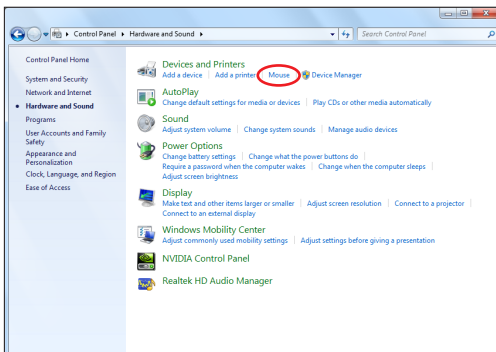 Control Panel Hardware and Sound Search Control Panel
Control Panel Home
System and Security
Network and Internet
Hardware and Sound
Programs
User Accounts and Family
Safety
Appearance and
Personalization
Clock, Language, and Region
Ease of Access
Devices and Printers
Add a device Add a printer Mouse Device Manager
AutoPlay
Change default settings for media or devices Play CDs or other media automatically
Sound
Adjust system volume Change system sounds Manage audio devices
Power Options
Change battery settings Change what the power buttons do
Require a password when the computer wakes Change when the computer sleeps
Adjust screen brightness
Display
Make text and other items larger or smaller Adjust screen resolution Connect to a projector
Connect to an external display
Windows Mobility Center
Adjust commonly used mobility settings Adjust settings before giving a presentation
NVIDIA Control Panel
Realtek HD Audio Manager